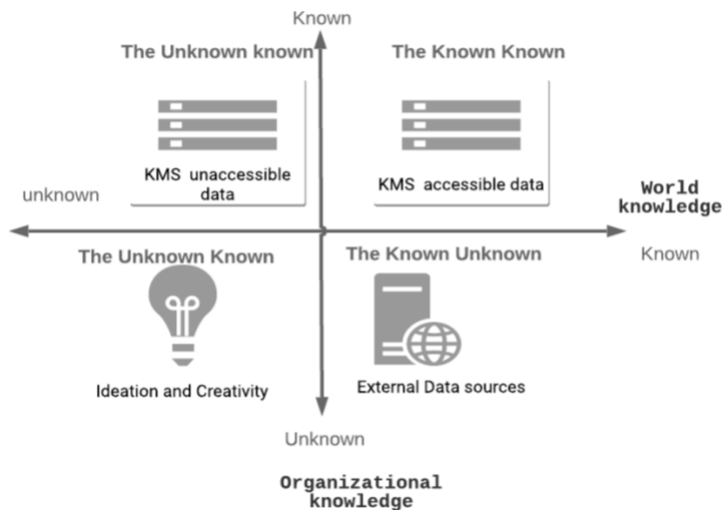 Known
The Unknown known
The Known Known
KMS unaccessible
data
KMS accessible data
unknown
World
knowledge
The Unknown Known
The Known Unknown
Known
Ideation and Creativity
External Data sources
Unknown
Organizational
knowledge